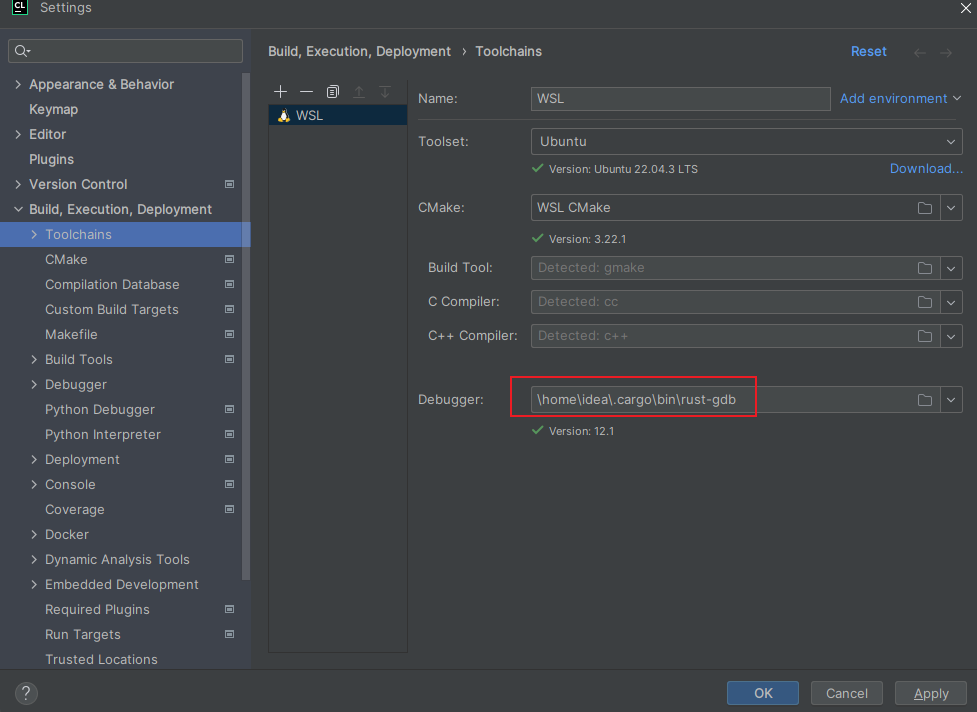 CL Settings
Build, Execution, Deployment › Toolchains Reset
Appearance & Behavior
Keymap
Editor
Plugins
Version Control
Build, Execution, Deployment
Toolchains
CMake
Compilation Database
Custom Build Targets
Makefile
Build Tools
Debugger
Python Debugger
Python Interpreter
Deployment
Console
Coverage
Docker
Dynamic Analysis Tools
Embedded Development
Required Plugins
Run Targets
Trusted Locations
WSL
Name: WSL Add environment
Toolset: Ubuntu
Version: Ubuntu 22.04.3 LTS Download...
CMake: WSL CMake
Version: 3.22.1
Build Tool: Detected: gmake
C Compiler: Detected: cc
C++ Compiler: Detected: c++
Debugger: \home\idea\.cargo\bin\rust-gdb
Version: 12.1
? OK Cancel Apply